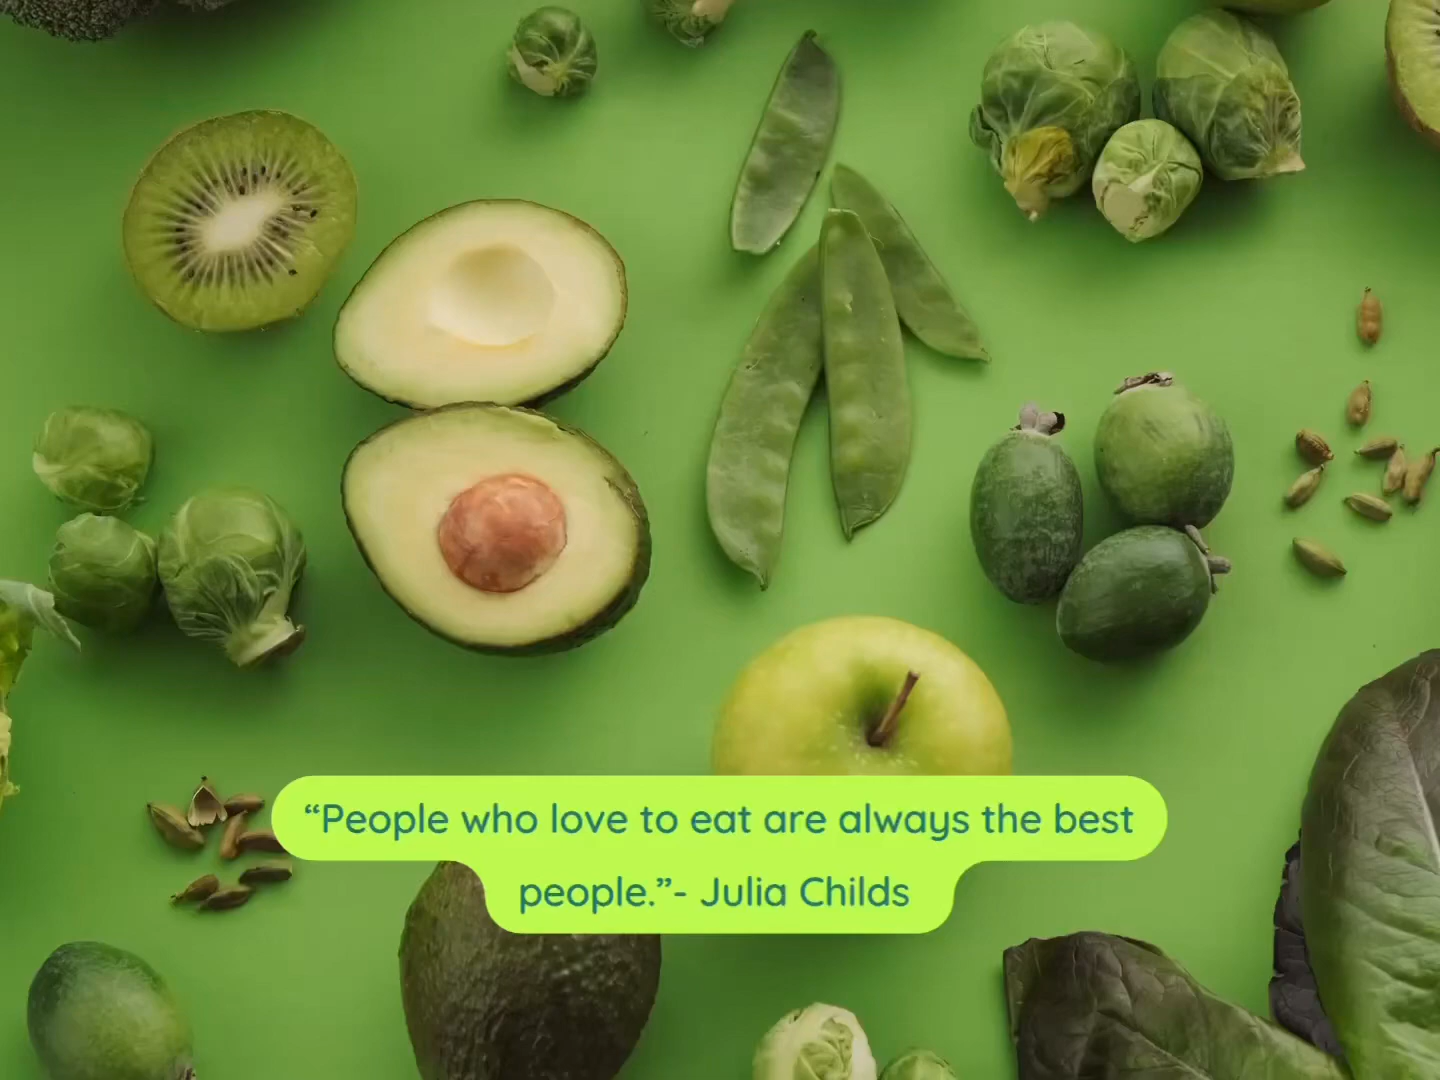 “People who love to eat are always the best
people.”- Julia Childs